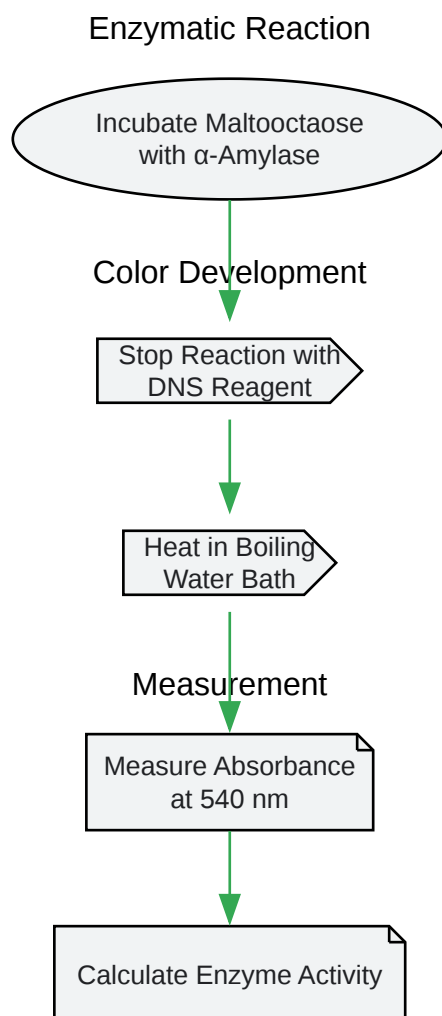 Enzymatic Reaction
Incubate Maltooctaose
with α-Amylase
Color Development
Stop Reaction with
DNS Reagent
Heat in Boiling
Water Bath
Measurement
Measure Absorbance
at 540 nm
Calculate Enzyme Activity